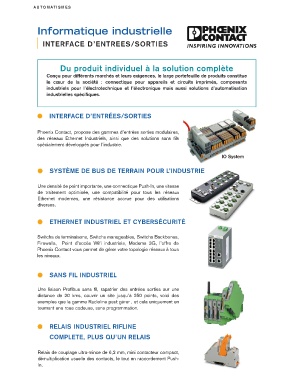 AUTOMATISMES
Informatique industrielle
INTERFACE D'ENTREES/SORTIES
PHŒNIX
CONTACT
INSPIRING INNOVATIONS
Du produit individuel à la solution complète
Conçu pour différents marchés et leurs exigences, le large portefeuille de produits constitue
le cœur de la société : connectique pour appareils et circuits imprimés, composants
industriels pour l'électrotechnique et l'électronique mais aussi solutions d'automatisation
industrielles spécifiques.
INTERFACE D'ENTRÉES/SORTIES
Phoenix Contact, propose des gammes d'entrées sorties modulaires,
des réseaux Ethernet Industriels, ainsi que des solutions sans fils
spécialement développés pour l'industrie.
IO System
SYSTÈME DE BUS DE TERRAIN POUR L'INDUSTRIE
Une densité de point importante, une connectique Push-In, une vitesse
de traitement optimisée, une compatibilité pour tous les réseaux
Ethernet modernes, une résistance accrue pour des utilisations
diverses.
ETHERNET INDUSTRIEL ET CYBERSÉCURITÉ
Switchs de terminaisons, Switchs manageables, Switchs Backbones,
Firewalls, Point d'accès WiFi industriels, Modems 3G, l'offre de
Phoenix Contact vous permet de gérer votre topologie réseaux à tous
les niveaux.
SANS FIL INDUSTRIEL
Une liaison Profibus sans fil, rapatrier des entrées sorties sur une
distance de 20 kms, couvrir un site jusqu'à 250 points, voici des
exemples que la gamme Radioline peut gérer , et cela simplement en
tournant une roue codeuse, sans programmation.
RELAIS INDUSTRIEL RIFLINE
COMPLETE, PLUS QU'UN RELAIS
Relais de couplage ultra-mince de 6,2 mm, mini contacteur compact,
démultiplication usuelle des contacts, le tout en raccordement Push-
in.